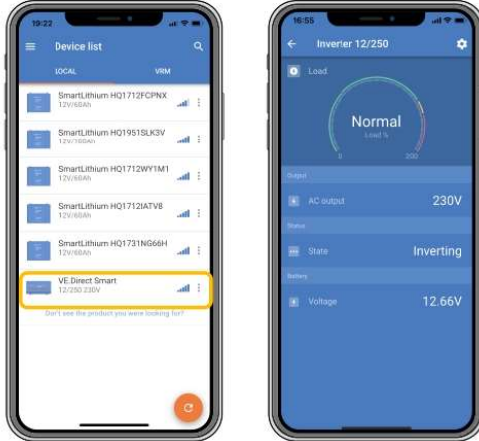 19:22
Device list
LOCAL VRM
SmartLithium HQ1712FCPNX
12V/60Ah
SmartLithium HQ1951SLK3V
12V/100Ah
SmartLithium HQ1712WY1M1
12V/60Ah
SmartLithium HQ1712IATV8
12V/60Ah
SmartLithium HQ1731NG66H
12V/60Ah
VE.Direct Smart
12/250 230V
Don't see the product you were looking for?
16:55
Inverter 12/250
Load
Normal
Load %
0 200
Output
AC output 230V
Status
State Inverting
Battery
Voltage 12.66V